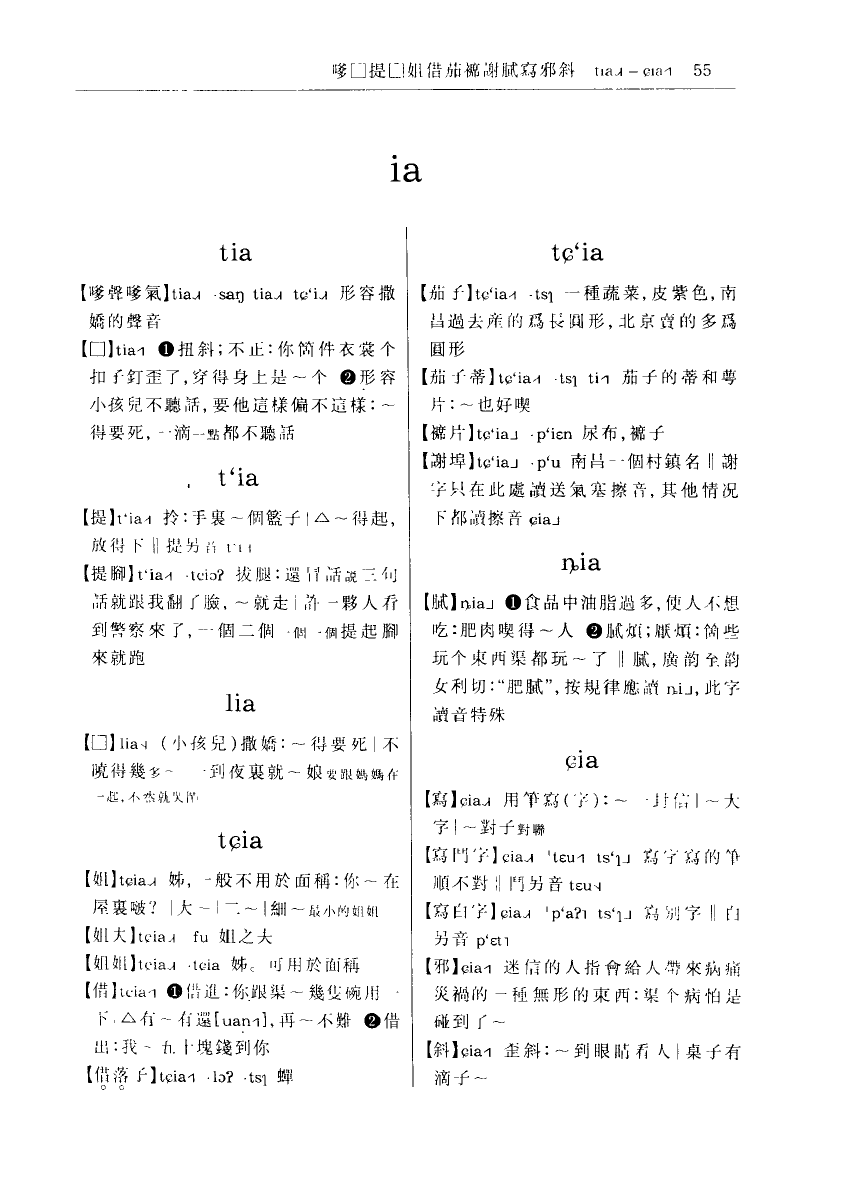 嗲□提□姐借茄褯謝膩寫邪斜 tia˩˧ – ɕia˧˥ 55
ia
tia
【嗲聲嗲氣】tia˨˩˧ ·saŋ tia˨˩˧ tɕ‘i˨˩˧ 形容撒
嬌的聲音
【□】tia˧˥ ❶扭斜；不正：你箇件衣裳个
扣子釘歪了，穿得身上是～个 ❷形容
小孩兒不聽話，要他這樣偏不這樣：～
得要死，一滴一點都不聽話
t‘ia
【提】t‘ia˧˥ 拎：手裏～個籃子｜△～得起，
放得下‖提另音
【提腳】t‘ia˧˥ ·tɕiɔʔ 拔腿：還冇話說三句
話就跟我翻了臉，～就走｜許一夥人看
到警察來了，一個二個一個一個提起腳
來就跑
lia
【□】lia (小孩兒)撒嬌：～得要死｜不
曉得幾多～ 一到夜裏就～娘要跟媽媽在
一起，不然就哭鬧
tɕia
【姐】tɕia˨˩˧ 姊，一般不用於面稱：你～在
屋裏啵？｜大～｜二～｜細～最小的姐姐
【姐夫】tɕia˨˩˧ fu 姐之夫
【姐姐】tɕia˨˩˧ ·tɕia 姊。可用於面稱
【借】tɕia˧˥ ❶借進：你跟渠～幾隻碗用一
下｜△有～有還[uan˧˥]，再～不難 ❷借
出：我～五十塊錢到你
【借落子】tɕia˧˥ ·lɔʔ ·tsɿ 蟬
tɕ‘ia
【茄子】tɕ‘ia˧˥ ·tsɿ 一種蔬菜，皮紫色，南
昌過去産的爲長圓形，北京賣的多爲
圓形
【茄子蒂】tɕ‘ia˧˥ ·tsɿ ti˧˥ 茄子的蒂和萼
片：～也好喫
【褯片】tɕ‘ia˨˩ ·p‘iɛn 尿布，褯子
【謝埠】tɕ‘ia˨˩ ·p‘u 南昌一個村鎮名‖謝
字只在此處讀送氣塞擦音，其他情况
下都讀擦音 ɕia˨˩
ȵia
【膩】ȵia˨˩ ❶食品中油脂過多，使人不想
吃：肥肉喫得～人 ❷膩煩；厭煩：箇些
玩个東西渠都玩～了‖膩，廣韵至韵
女利切：“肥膩”，按規律應讀 ȵi˨˩，此字
讀音特殊
ɕia
【寫】ɕia˨˩˧ 用筆寫(字)：～一封信｜～大
字｜～對子對聯
【寫鬥字】ɕia˨˩˧ ˈtɛu˧˥ ts‘ɿ˨˩ 寫字寫的筆
順不對‖鬥另音 tɛu
【寫白字】ɕia˨˩˧ ˈp‘aʔ ts‘ɿ˨˩ 寫別字‖白
另音 p‘ɛt
【邪】ɕia˧˥ 迷信的人指會給人帶來病痛
災禍的一種無形的東西：渠个病怕是
碰到了～
【斜】ɕia˧˥ 歪斜：～到眼睛看人｜桌子有
滴子～